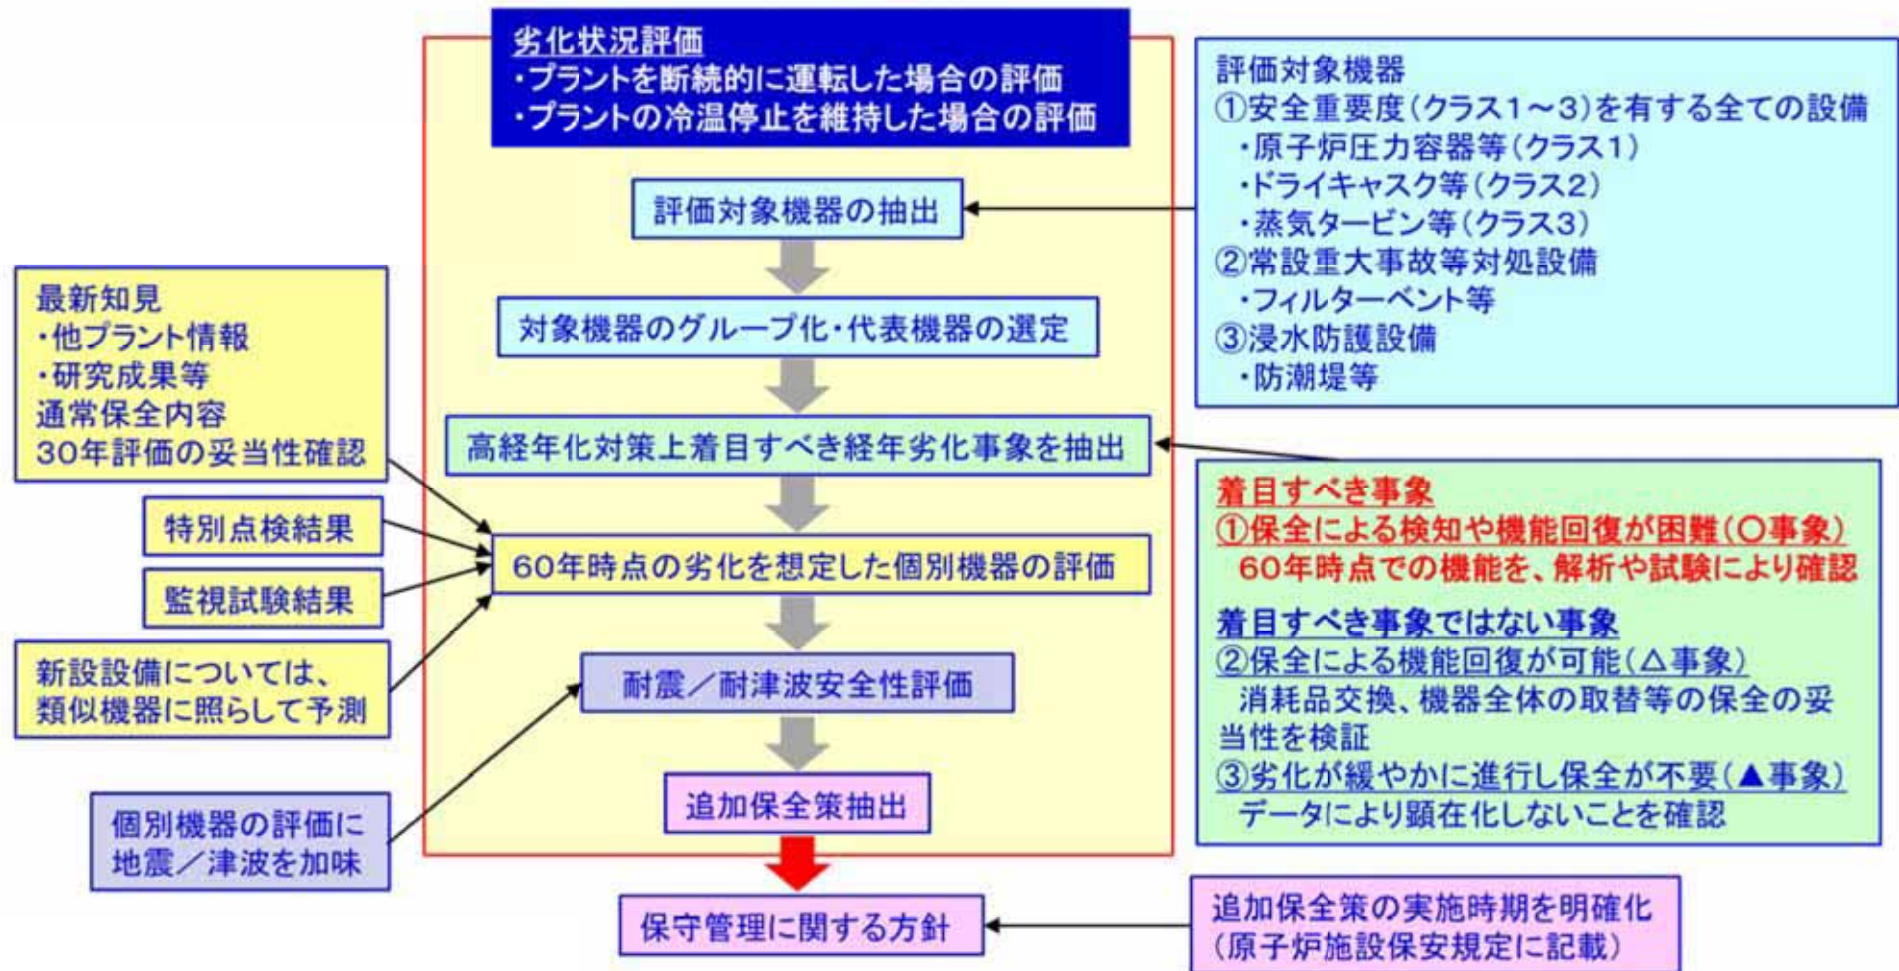 劣化状況評価
・プラントを断続的に運転した場合の評価
・プラントの冷温停止を維持した場合の評価
評価対象機器の抽出
対象機器のグループ化・代表機器の選定
高経年化対策上着目すべき経年劣化事象を抽出
60年時点の劣化を想定した個別機器の評価
耐震／耐津波安全性評価
追加保全策抽出
保守管理に関する方針
評価対象機器
①安全重要度(クラス1～3)を有する全ての設備
・原子炉圧力容器等(クラス1)
・ドライキャスク等(クラス2)
・蒸気タービン等(クラス3)
②常設重大事故等対処設備
・フィルターベント等
③浸水防護設備
・防潮堤等
最新知見
・他プラント情報
・研究成果等
通常保全内容
30年評価の妥当性確認
特別点検結果
監視試験結果
新設設備については、
類似機器に照らして予測
個別機器の評価に
地震／津波を加味
着目すべき事象
①保全による検知や機能回復が困難(○事象)
60年時点での機能を、解析や試験により確認
着目すべき事象ではない事象
②保全による機能回復が可能(△事象)
消耗品交換、機器全体の取替等の保全の妥
当性を検証
③劣化が緩やかに進行し保全が不要(▲事象)
データにより顕在化しないことを確認
追加保全策の実施時期を明確化
(原子炉施設保安規定に記載)